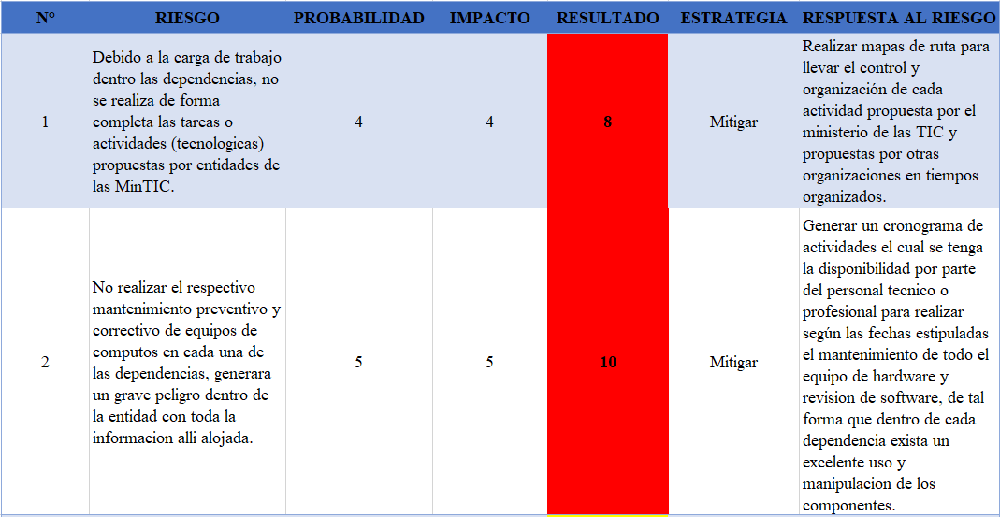 N° RIESGO PROBABILIDAD IMPACTO RESULTADO ESTRATEGIA RESPUESTA AL RIESGO
1
Debido a la carga de trabajo
dentro las dependencias, no
se realiza de forma
completa las tareas o
actividades (tecnologicas)
propuestas por entidades de
las MinTIC.
4
4
8
Mitigar
Realizar mapas de ruta para
llevar el control y
organización de cada
actividad propuesta por el
ministerio de las TIC y
propuestas por otras
organizaciones en tiempos
organizados.
2
No realizar el respectivo
mantenimiento preventivo y
correctivo de equipos de
computos en cada una de
las dependencias, generara
un grave peligro dentro de
la entidad con toda la
informacion alli alojada.
5
5
10
Mitigar
Generar un cronograma de
actividades el cual se tenga
la disponibilidad por parte
del personal tecnico o
profesional para realizar
según las fechas estipuladas
el mantenimiento de todo el
equipo de hardware y
revision de software, de tal
forma que dentro de cada
dependencia exista un
excelente uso y
manipulacion de los
componentes.